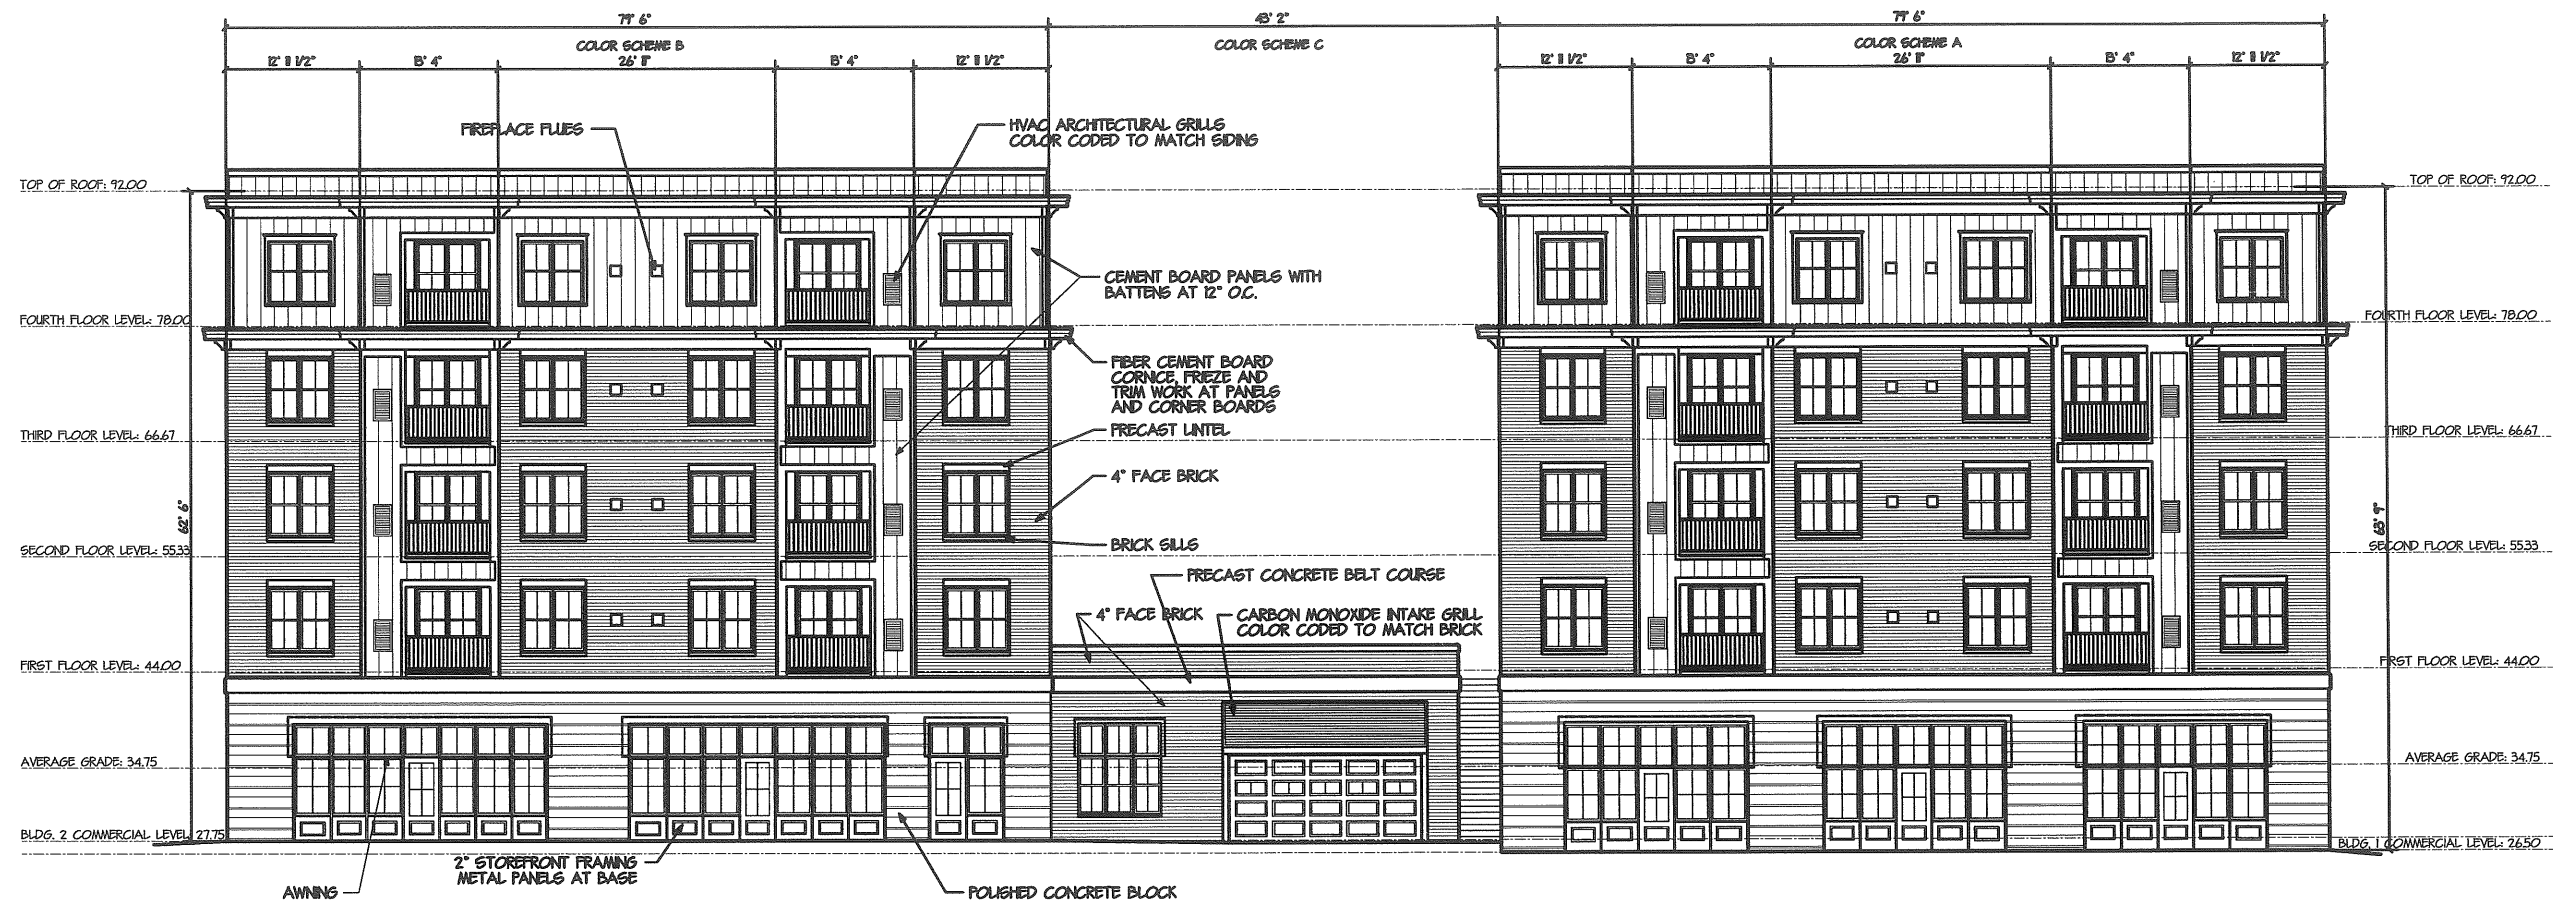 79' 6"
43' 2"
79' 6"
COLOR SCHEME B
COLOR SCHEME C
COLOR SCHEME A
12' 11 1/2"
13' 4"
26' 11"
13' 4"
12' 11 1/2"
12' 11 1/2"
13' 4"
26' 11"
13' 4"
12' 11 1/2"
FIREPLACE FLUES
HVAC ARCHITECTURAL GRILLS
COLOR CODED TO MATCH SIDING
TOP OF ROOF: 92.00
TOP OF ROOF: 92.00
CEMENT BOARD PANELS WITH
BATTENS AT 12" O.C.
FOURTH FLOOR LEVEL: 78.00
FOURTH FLOOR LEVEL: 78.00
FIBER CEMENT BOARD
CORNICE, FRIEZE AND
TRIM WORK AT PANELS
AND CORNER BOARDS
THIRD FLOOR LEVEL: 66.67
PRECAST LINTEL
THIRD FLOOR LEVEL: 66.67
4" FACE BRICK
62' 6"
63' 9"
SECOND FLOOR LEVEL: 55.33
BRICK SILLS
SECOND FLOOR LEVEL: 55.33
PRECAST CONCRETE BELT COURSE
4" FACE BRICK
CARBON MONOXIDE INTAKE GRILL
COLOR CODED TO MATCH BRICK
FIRST FLOOR LEVEL: 44.00
FIRST FLOOR LEVEL: 44.00
AVERAGE GRADE: 34.75
AVERAGE GRADE: 34.75
BLDG. 2 COMMERCIAL LEVEL: 27.75
BLDG. 1 COMMERCIAL LEVEL: 26.50
2" STOREFRONT FRAMING
METAL PANELS AT BASE
AWNING
POLISHED CONCRETE BLOCK